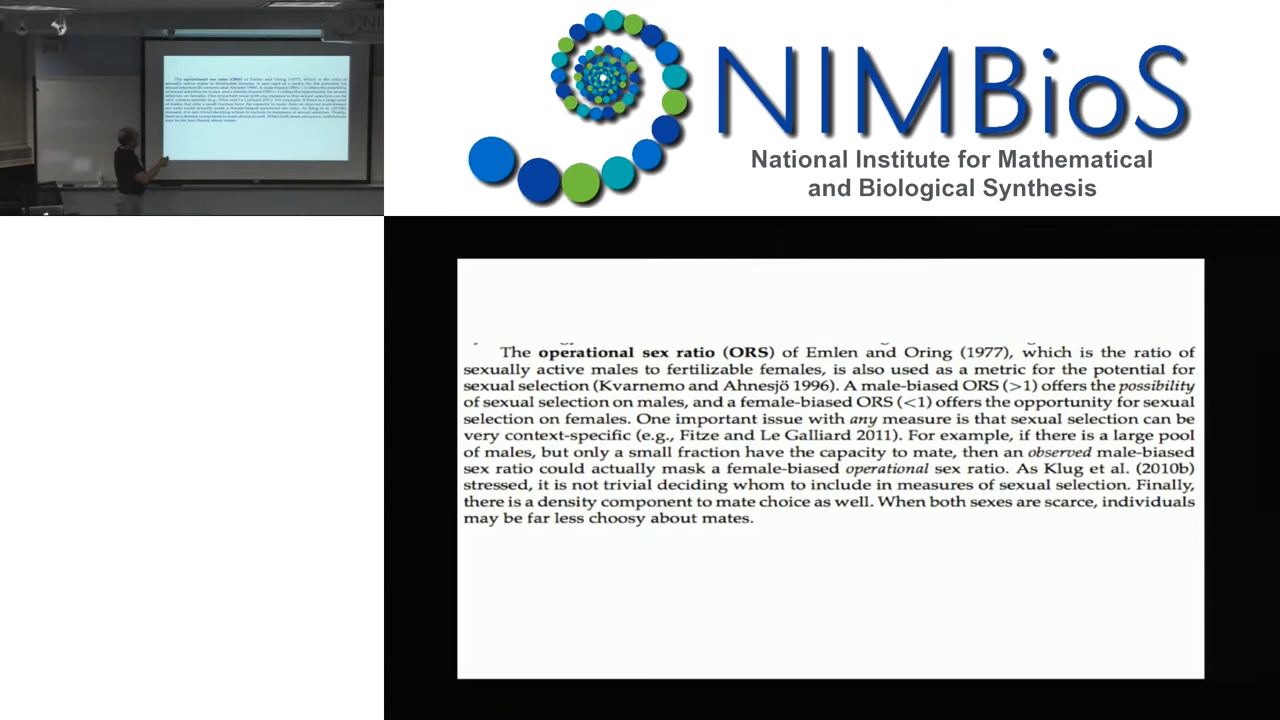 NIMBioS
National Institute for Mathematical
and Biological Synthesis
The operational sex ratio (ORS) of Emlen and Oring (1977), which is the ratio of
sexually active males to fertilizable females, is also used as a metric for the potential for
sexual selection (Kvarnemo and Ahnesjö 1996). A male-biased ORS (>1) offers the possibility
of sexual selection on males, and a female-biased ORS (<1) offers the opportunity for sexual
selection on females. One important issue with any measure is that sexual selection can be
very context-specific (e.g., Fitze and Le Galliard 2011). For example, if there is a large pool
of males, but only a small fraction have the capacity to mate, then an observed male-biased
sex ratio could actually mask a female-biased operational sex ratio. As Klug et al. (2010b)
stressed, it is not trivial deciding whom to include in measures of sexual selection. Finally,
there is a density component to mate choice as well. When both sexes are scarce, individuals
may be far less choosy about mates.